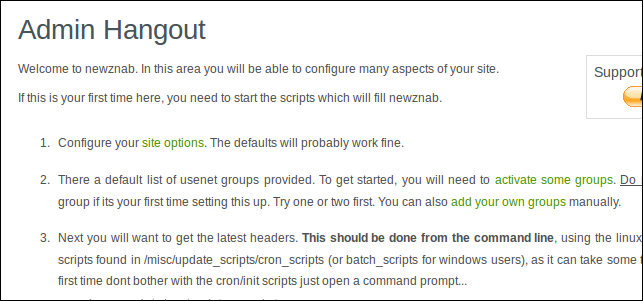 Admin Hangout
Welcome to newznab. In this area you will be able to configure many aspects of your site.
Support
If this is your first time here, you need to start the scripts which will fill newznab.
1. Configure your site options. The defaults will probably work fine.
2. There a default list of usenet groups provided. To get started, you will need to activate some groups. Do
group if its your first time setting this up. Try one or two first. You can also add your own groups manually.
3. Next you will want to get the latest headers. This should be done from the command line, using the linux
scripts found in /misc/update_scripts/cron_scripts (or batch_scripts for windows users), as it can take some t
first time dont bother with the cron/init scripts just open a command prompt...